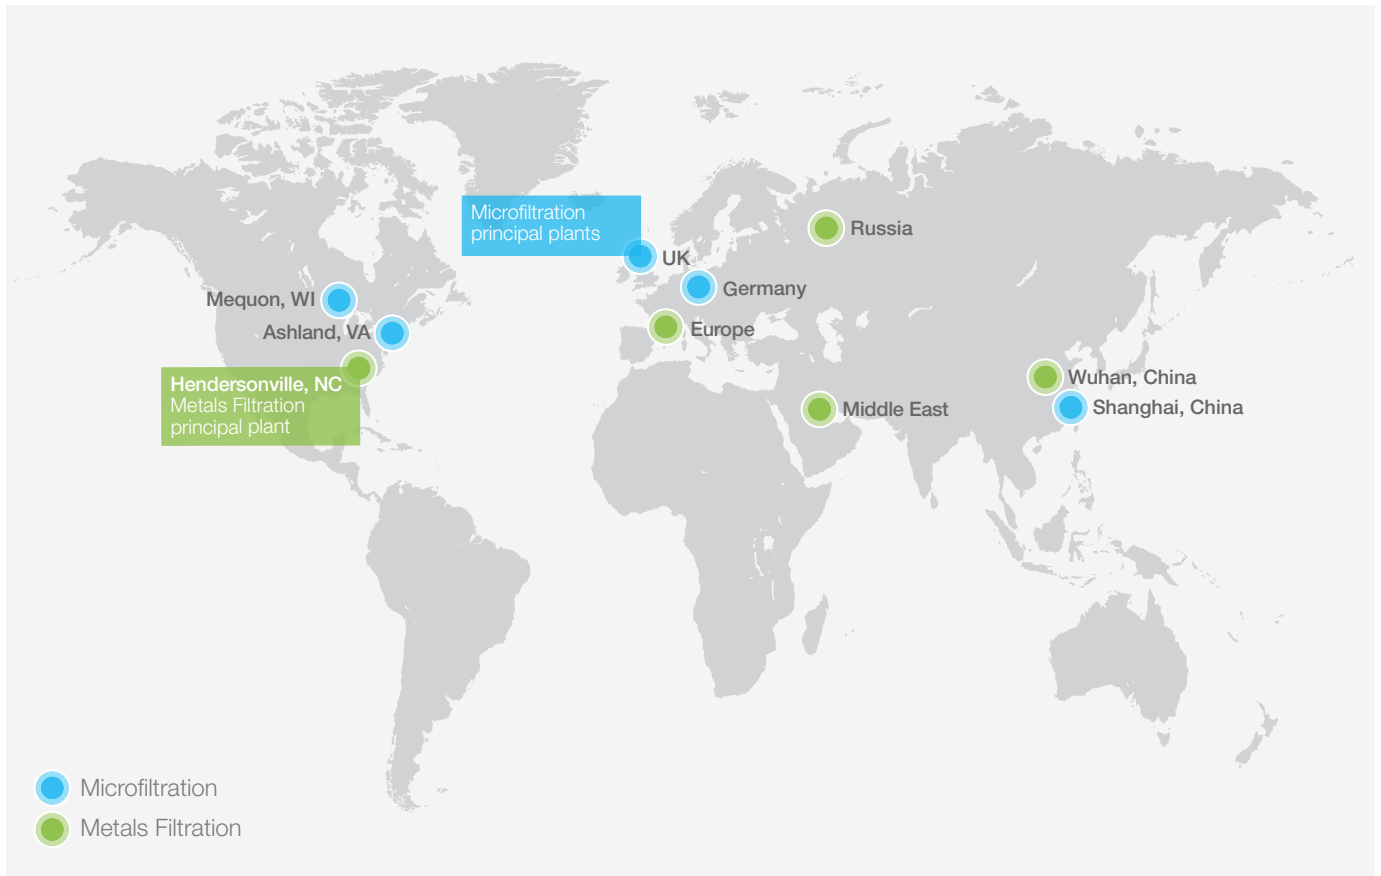 Microfiltration
principal plants
UK
Russia
Germany
Mequon, WI
Ashland, VA
Europe
Hendersonville, NC
Metals Filtration
principal plant
Wuhan, China
Middle East
Shanghai, China
Microfiltration
Metals Filtration